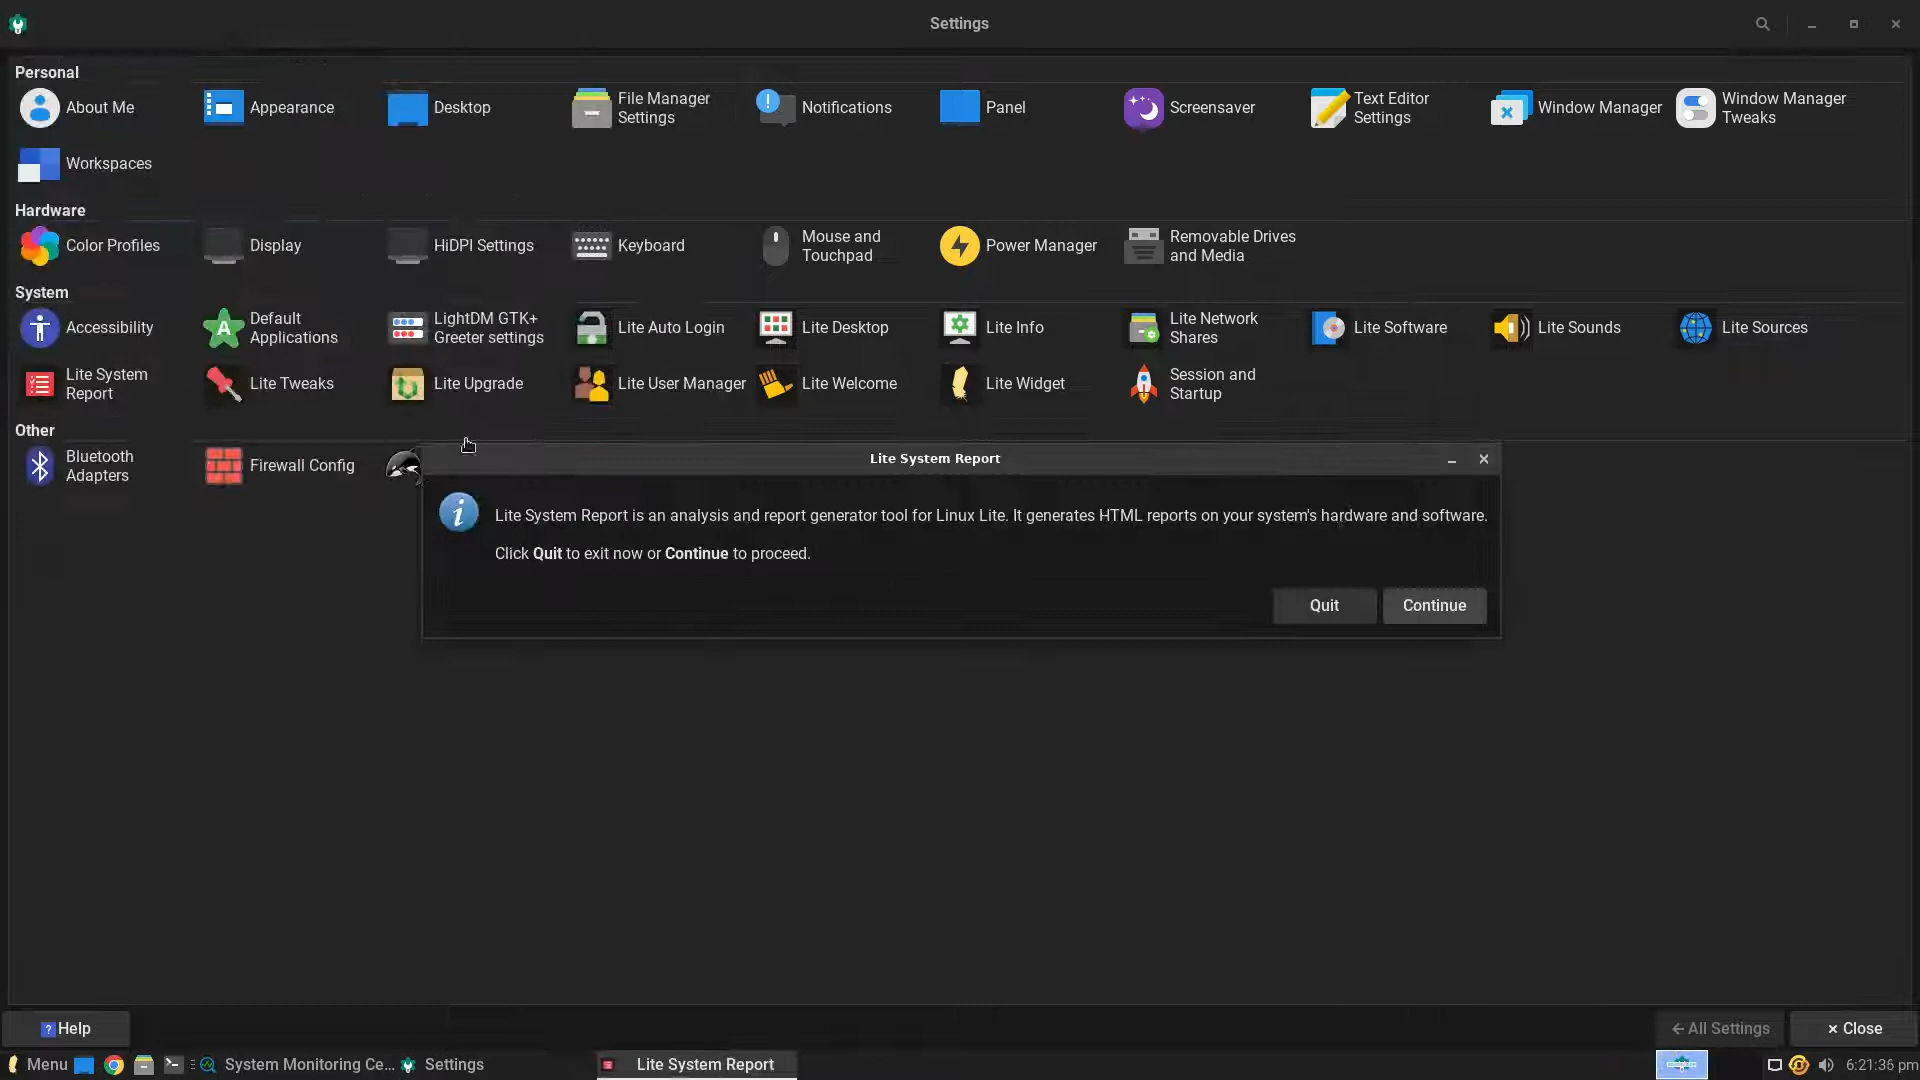 Settings
Personal
About Me
Appearance
Desktop
File Manager
Settings
Notifications
Panel
Screensaver
Text Editor
Settings
Window Manager
Window Manager
Tweaks
Workspaces
Hardware
Color Profiles
Display
HiDPI Settings
Keyboard
Mouse and
Touchpad
Power Manager
Removable Drives
and Media
System
Accessibility
Default
Applications
LightDM GTK+
Greeter settings
Lite Auto Login
Lite Desktop
Lite Info
Lite Network
Shares
Lite Software
Lite Sounds
Lite Sources
Lite System
Report
Lite Tweaks
Lite Upgrade
Lite User Manager
Lite Welcome
Lite Widget
Session and
Startup
Other
Bluetooth
Adapters
Firewall Config
Lite System Report
Lite System Report is an analysis and report generator tool for Linux Lite. It generates HTML reports on your system's hardware and software.
Click Quit to exit now or Continue to proceed.
Quit
Continue
Help
All Settings
Close
Menu
System Monitoring Ce...
Settings
Lite System Report
6:21:36 pm